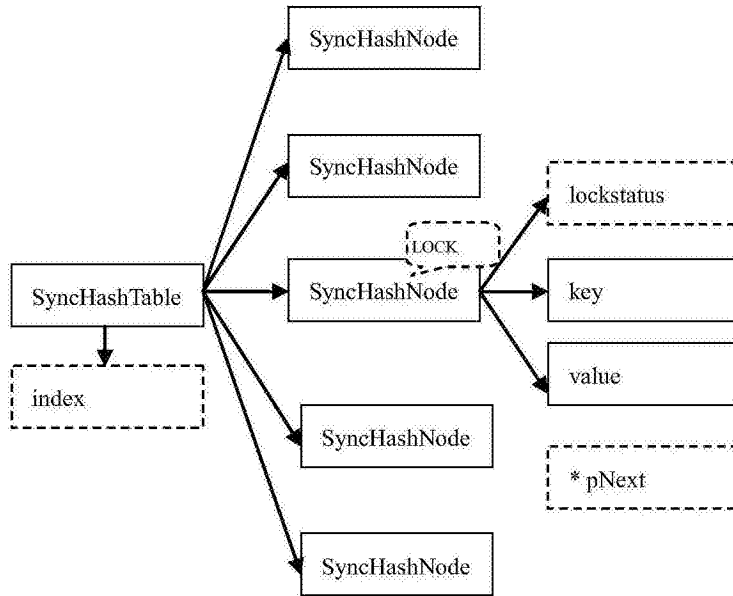 SyncHashNode
SyncHashNode
lockstatus
LOCK
SyncHashNode
key
SyncHashTable
value
index
SyncHashNode
* pNext
SyncHashNode